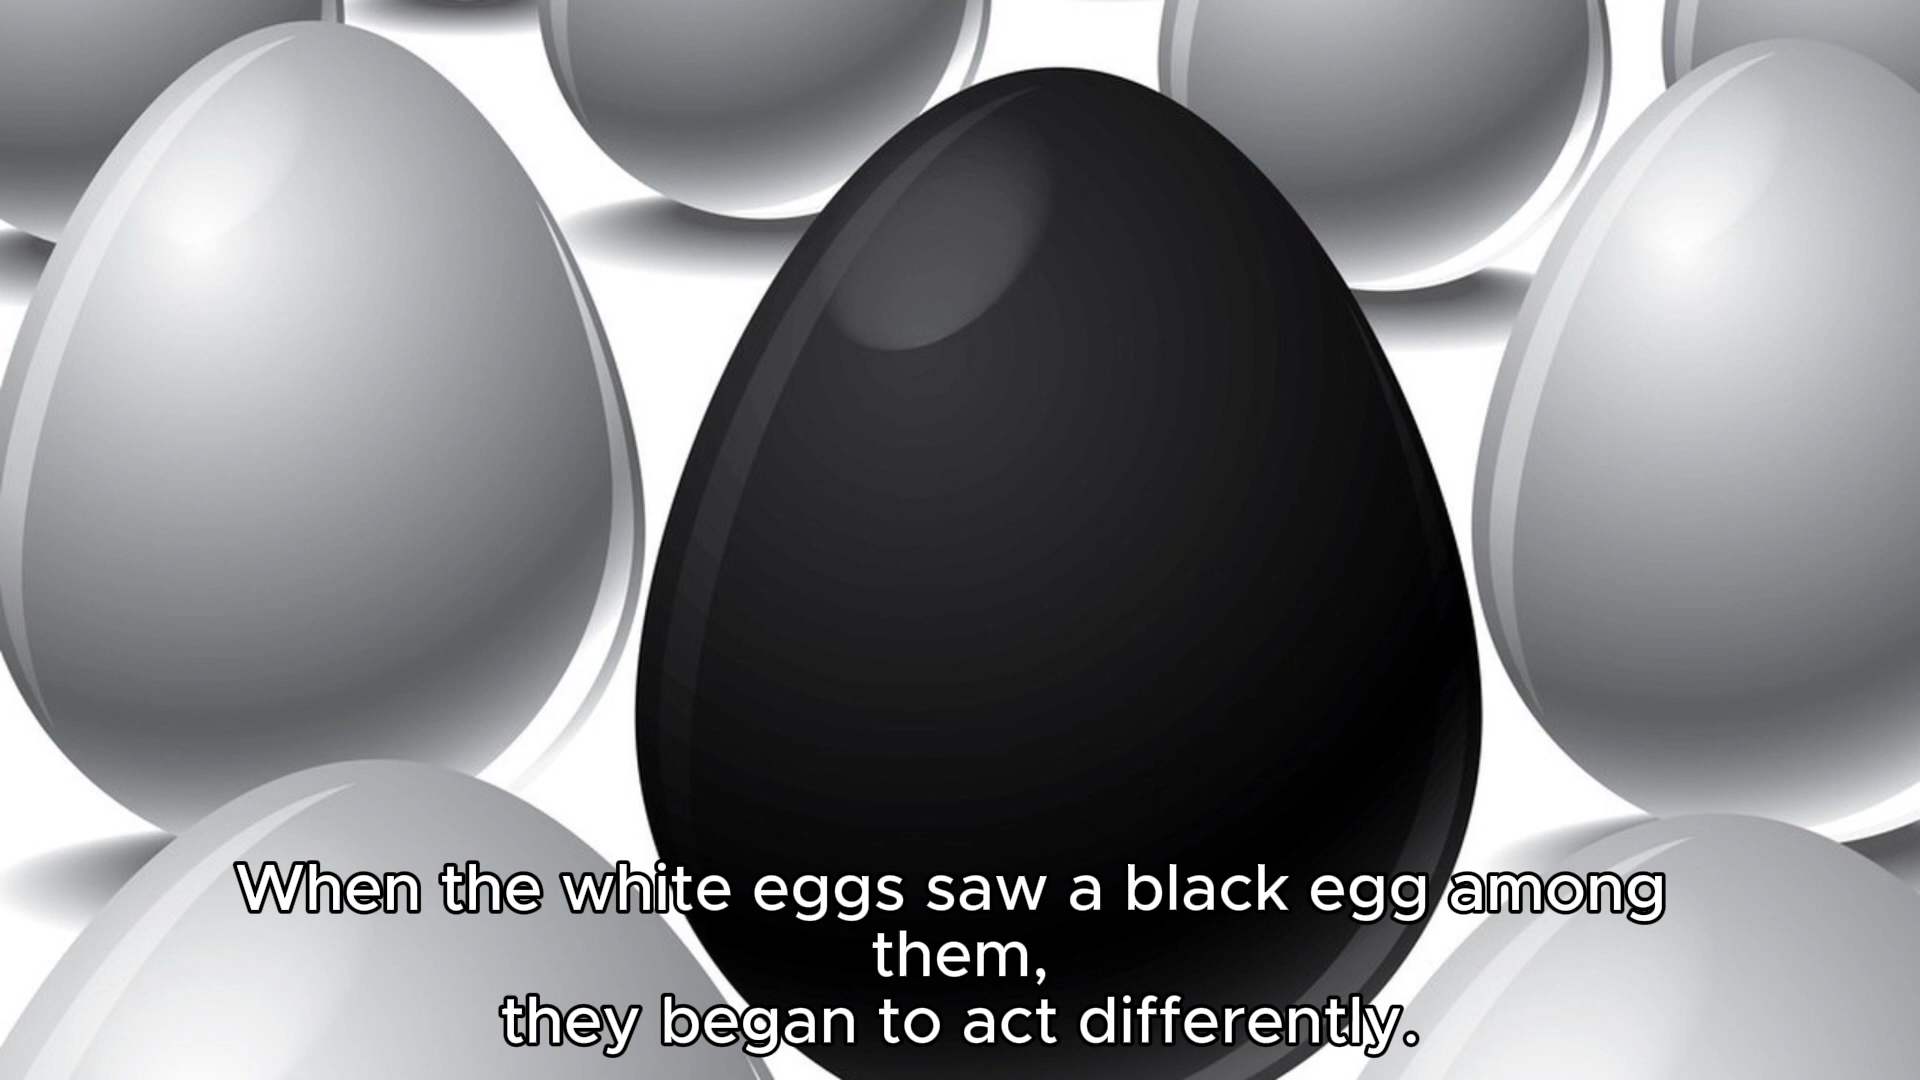 When the white eggs saw a black egg among
them,
they began to act differently.